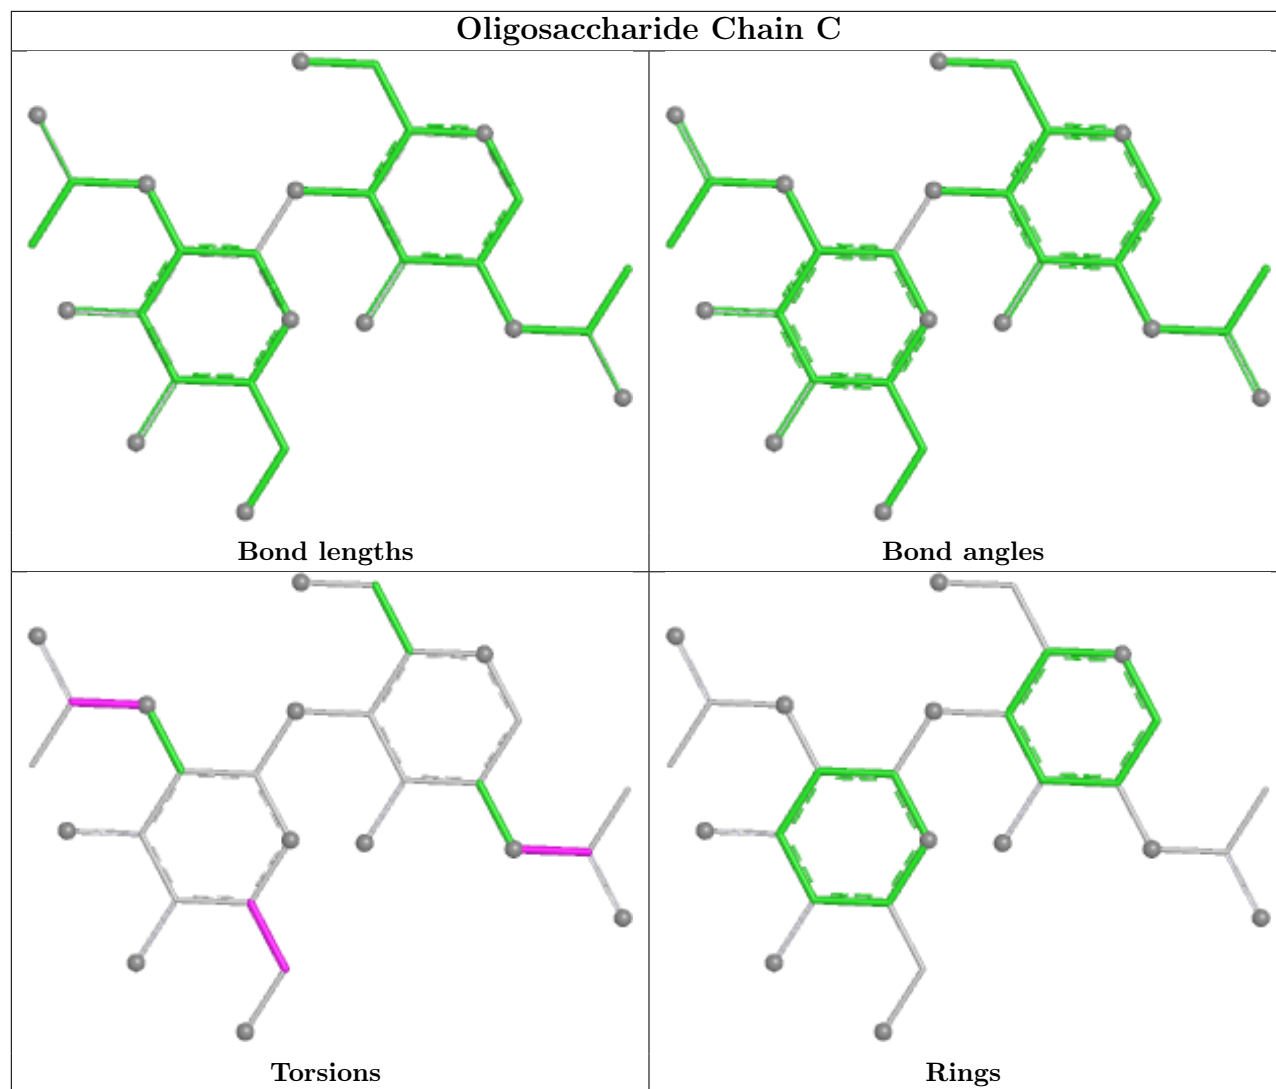 Oligosaccharide Chain C
Bond lengths
Bond angles
Torsions
Rings